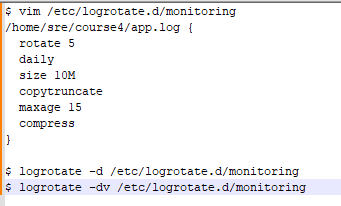 $ vim /etc/logrotate.d/monitoring
/home/sre/course4/app.log {
  rotate 5
  daily
  size 10M
  copytruncate
  maxage 15
  compress
}
$ logrotate -d /etc/logrotate.d/monitoring
$ logrotate -dv /etc/logrotate.d/monitoring